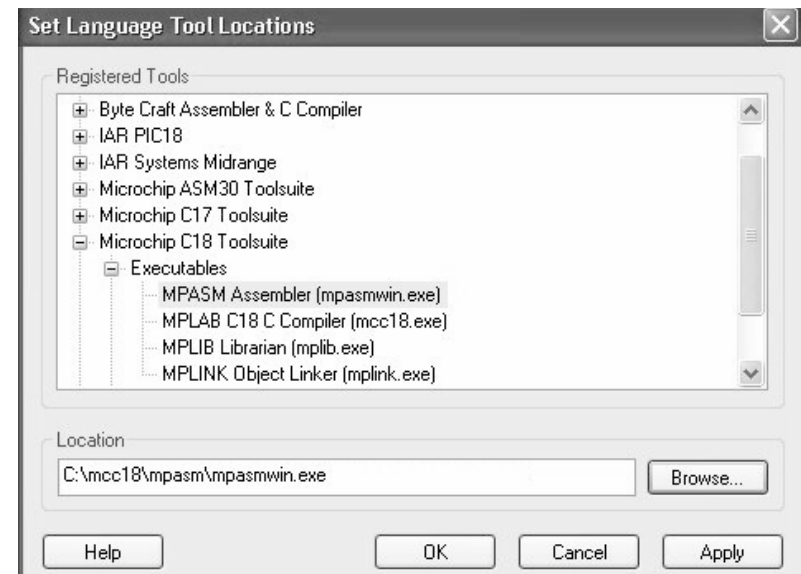 Set Language Tool Locations
Registered Tools
Byte Craft Assembler & C Compiler
IAR PIC18
IAR Systems Midrange
Microchip ASM30 Toolsuite
Microchip C17 Toolsuite
Microchip C18 Toolsuite
Executables
MPASM Assembler (mpasmwin.exe)
MPLAB C18 C Compiler (mcc18.exe)
MPLIB Librarian (mplib.exe)
MPLINK Object Linker (mplink.exe)
Location
C:\mcc18\mpasm\mpasmwin.exe
Browse...
Help OK Cancel Apply